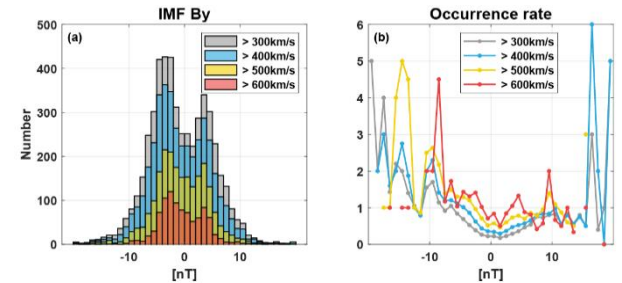 IMF By
Occurrence rate
(a)
> 300km/s
> 400km/s
> 500km/s
> 600km/s
500
400
300
200
100
0
Number
-10
0
10
[nT]
(b)
> 300km/s
> 400km/s
> 500km/s
> 600km/s
6
5
4
3
2
1
0
-10
0
10
[nT]